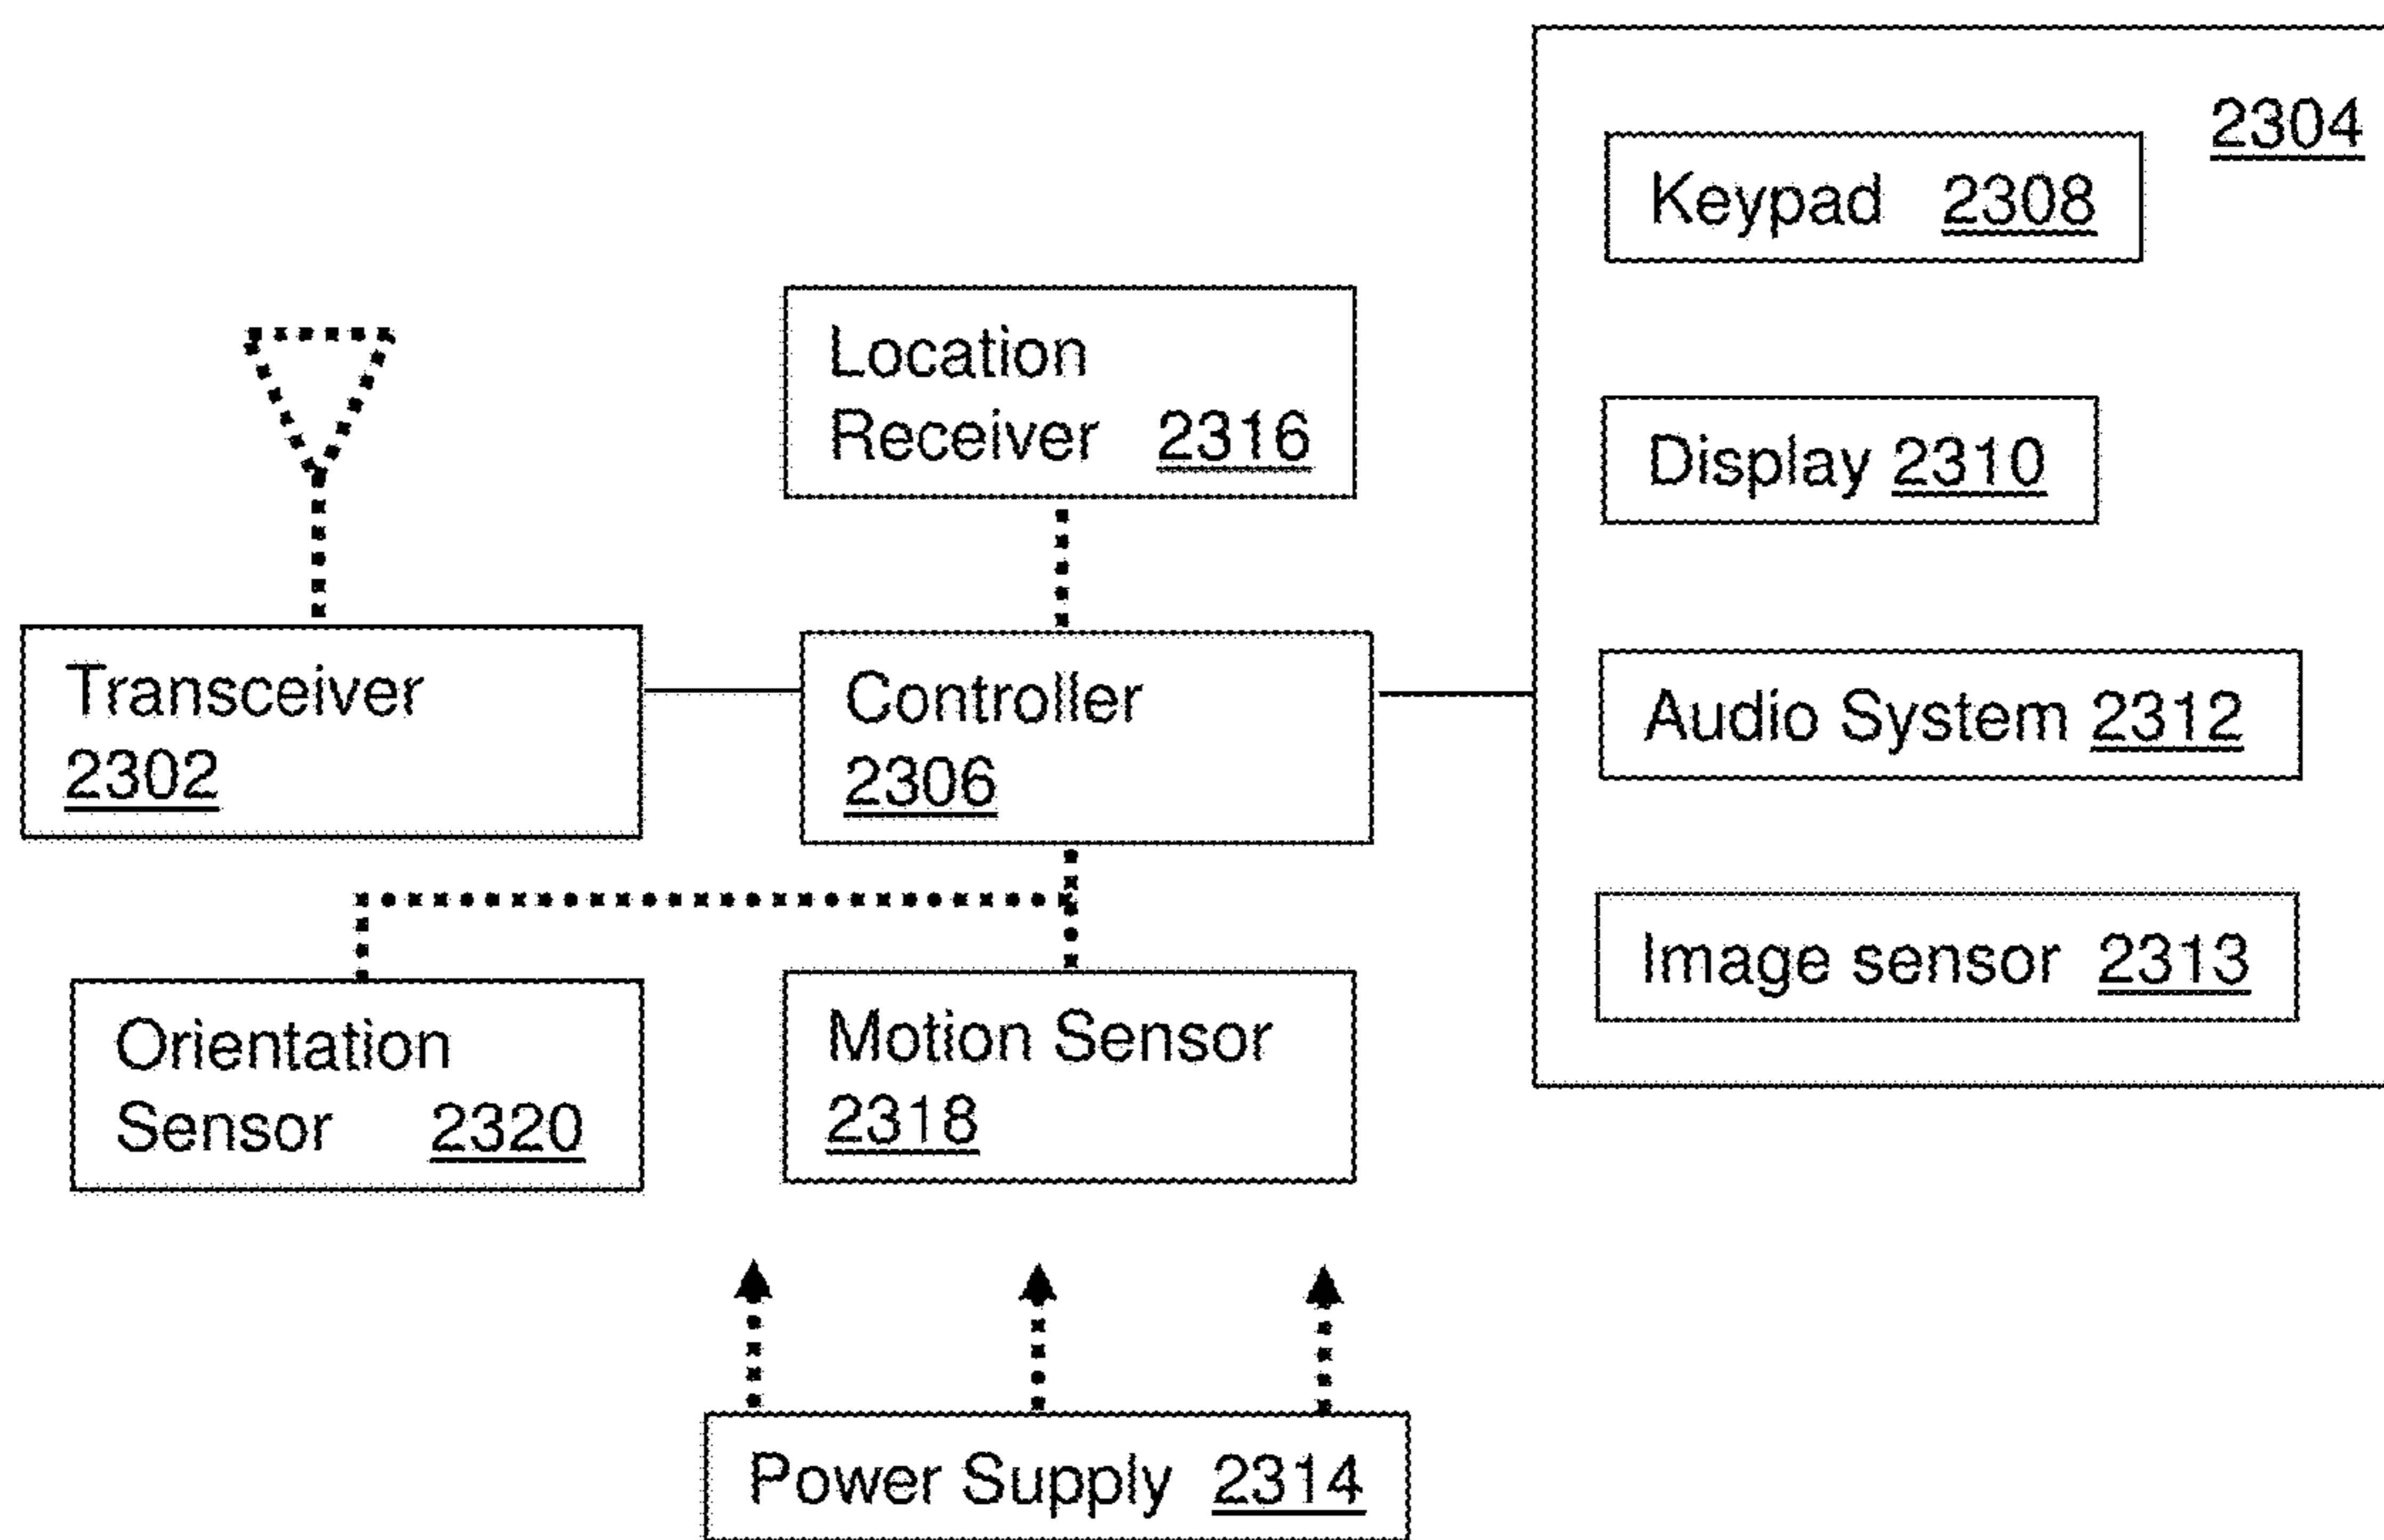 2304
Keypad 2308
Location
Receiver 2316
Display 2310
Transceiver
2302
Controller
2306
Audio System 2312
Image sensor 2313
Orientation
Sensor 2320
Motion Sensor
2318
Power Supply 2314